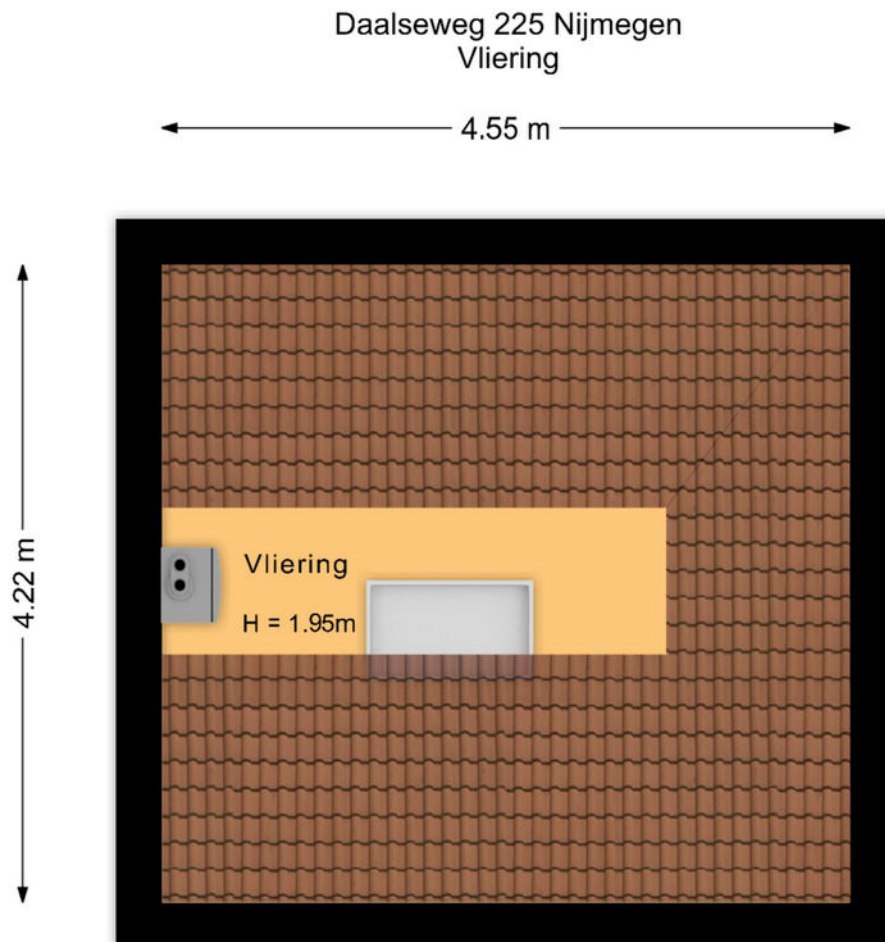 Daalseweg 225 Nijmegen
Vliering
4.55 m
4.22 m
Vliering
H = 1.95m